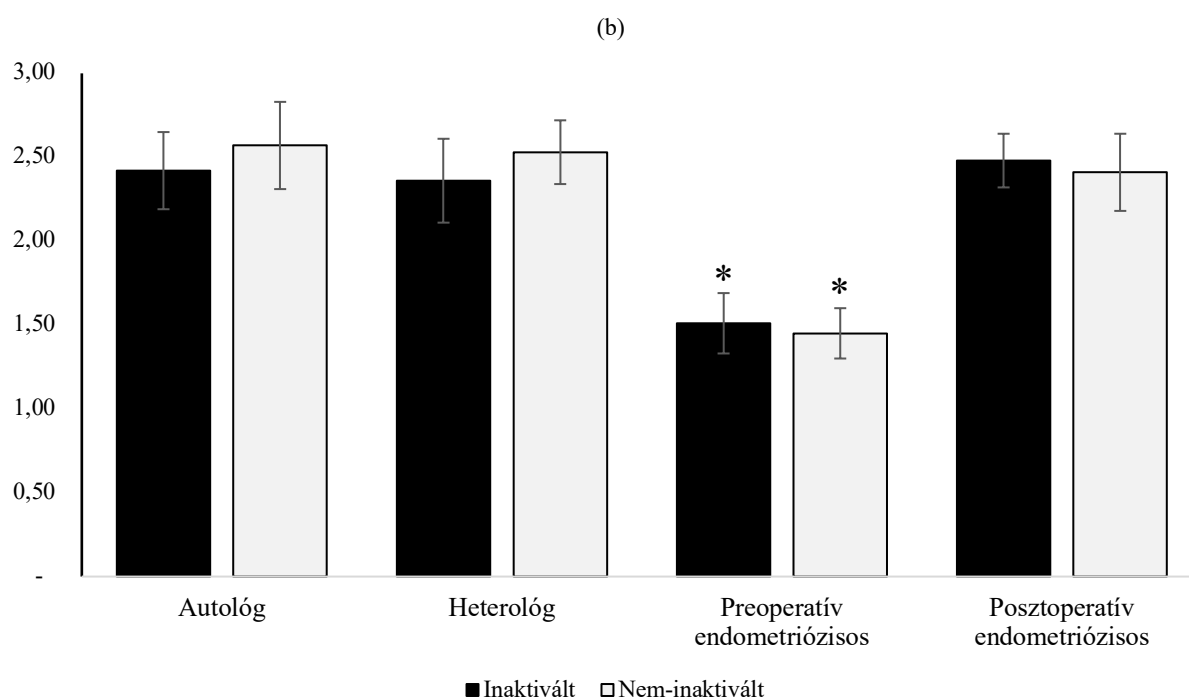 (b)
3,00
2,50
2,00
1,50
1,00
0,50
-
* *
Autológ Heterológ Preoperatív endometriózisos Posztoperatív endometriózisos
Inaktivált Nem-inaktivált